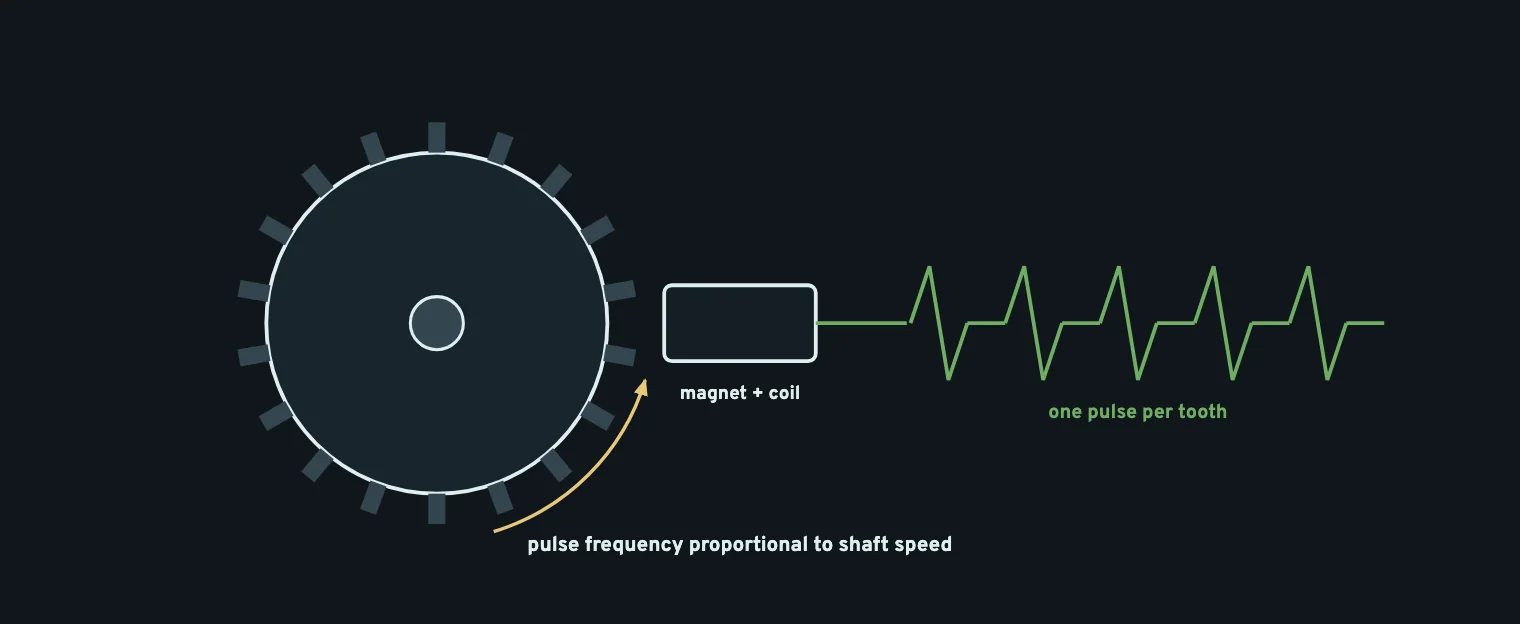 magnet + coil
one pulse per tooth
pulse frequency proportional to shaft speed